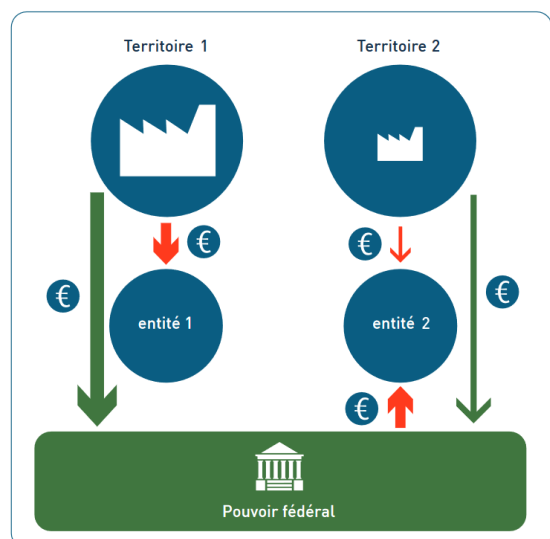 Territoire 1
Territoire 2
€
€
€
€
entité 1
entité 2
€
Pouvoir fédéral